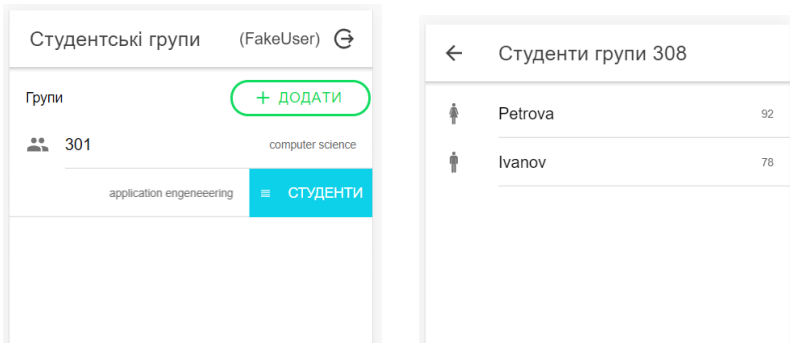 Студентські групи (FakeUser)
Групи + ДОДАТИ
301 computer science
application engeneeering СТУДЕНТИ
Студенти групи 308
Petrova 92
Ivanov 78